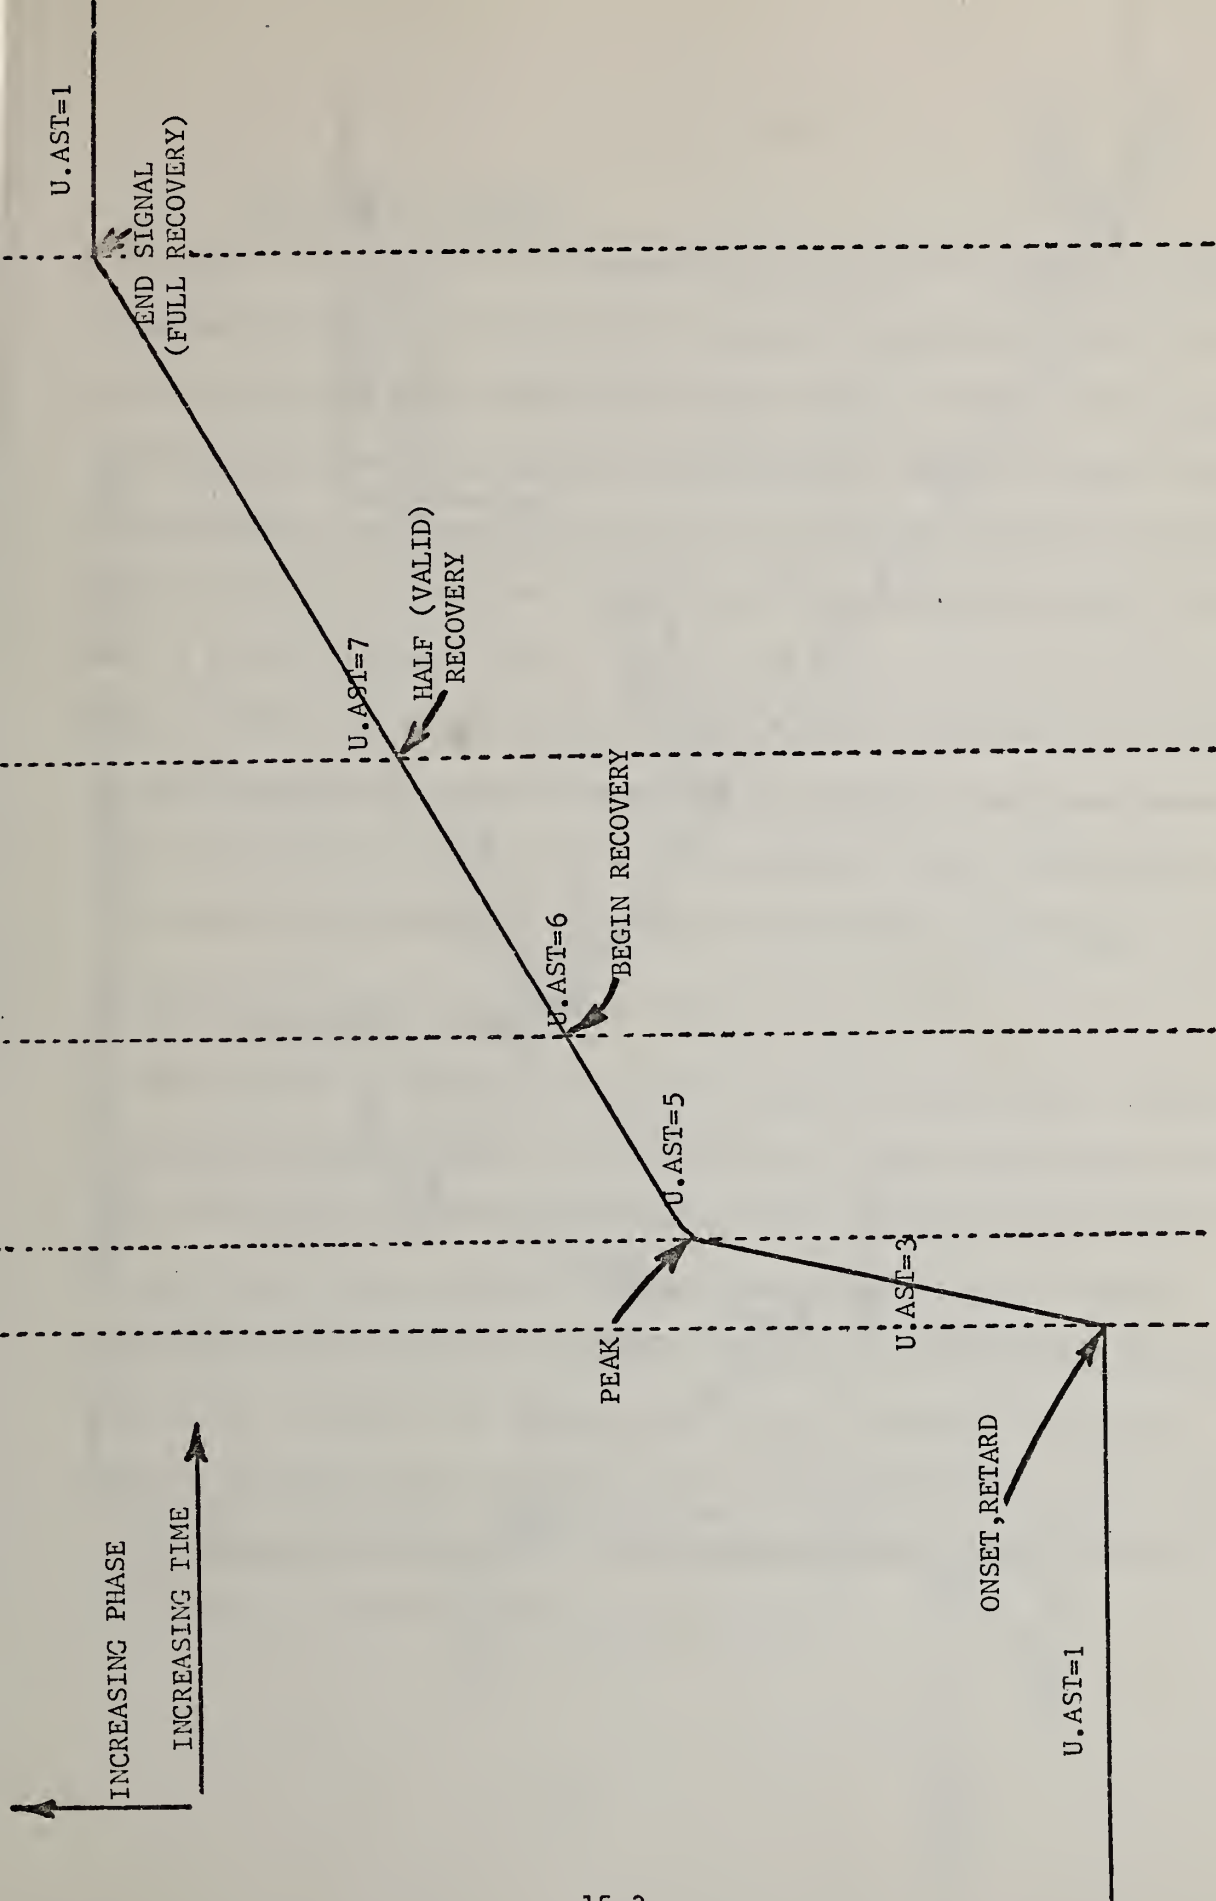 INCREASING PHASE
INCREASING TIME
U.AST=1
ONSET,RETARD
PEAK
U.AST=3
U.AST=5
U.AST=6
BEGIN RECOVERY
U.AST=7
HALF (VALID)
RECOVERY
END SIGNAL
(FULL RECOVERY)
U.AST=1